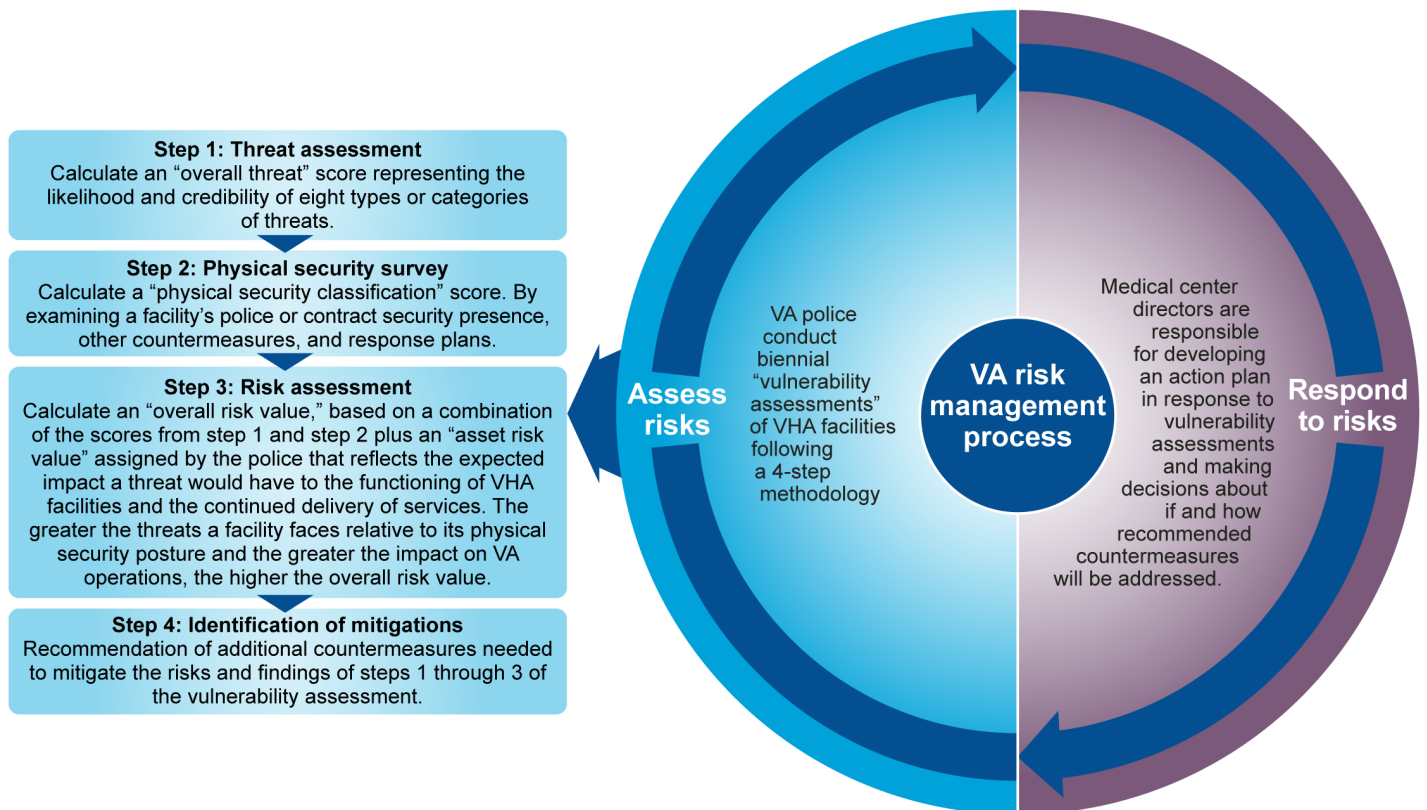 Step 1: Threat assessment
Calculate an “overall threat” score representing the
likelihood and credibility of eight types or categories
of threats.
Step 2: Physical security survey
Calculate a “physical security classification” score. By
examining a facility’s police or contract security presence,
other countermeasures, and response plans.
Step 3: Risk assessment
Calculate an “overall risk value,” based on a combination
of the scores from step 1 and step 2 plus an “asset risk
value” assigned by the police that reflects the expected
impact a threat would have to the functioning of VHA
facilities and the continued delivery of services. The
greater the threats a facility faces relative to its physical
security posture and the greater the impact on VA
operations, the higher the overall risk value.
Step 4: Identification of mitigations
Recommendation of additional countermeasures needed
to mitigate the risks and findings of steps 1 through 3 of
the vulnerability assessment.
Assess
risks
VA police
conduct
biennial
“vulnerability
assessments”
of VHA facilities
following
a 4-step
methodology
VA risk
management
process
Medical center
directors are
responsible
for developing
an action plan
in response to
vulnerability
assessments
and making
decisions about
if and how
recommended
countermeasures
will be addressed.
Respond
to risks